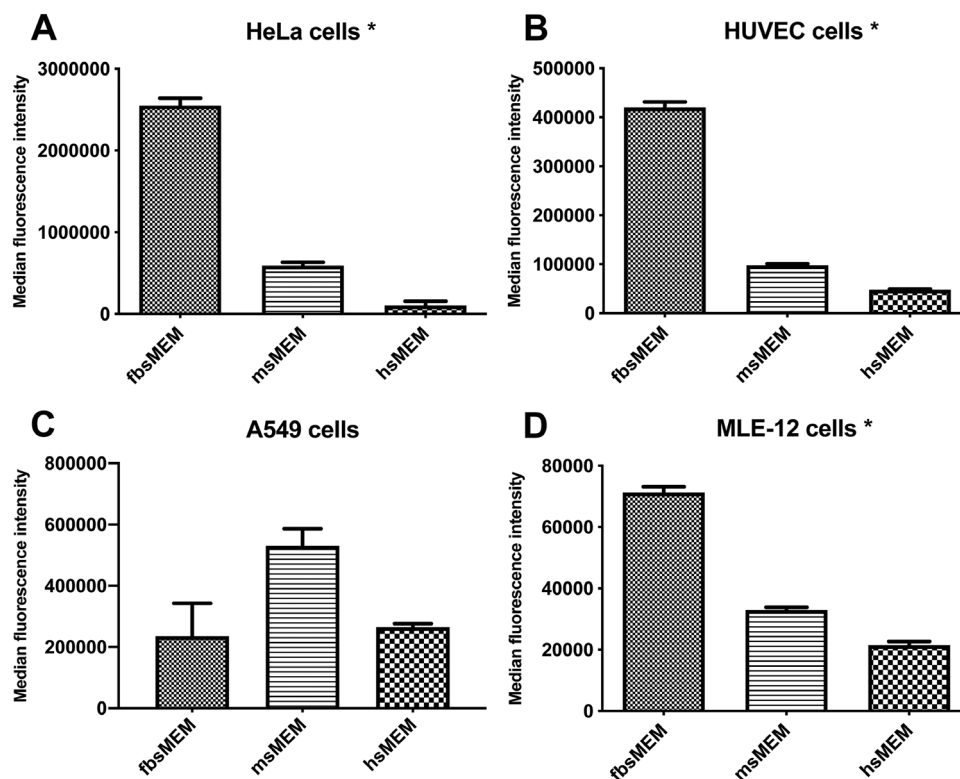 A
HeLa cells *
Median fluorescence intensity
3000000
2000000
1000000
0
fbsMEM
msMEM
hsMEM
B
HUVEC cells *
Median fluorescence intensity
500000
400000
300000
200000
100000
0
fbsMEM
msMEM
hsMEM
C
A549 cells
Median fluorescence intensity
800000
600000
400000
200000
0
fbsMEM
msMEM
hsMEM
D
MLE-12 cells *
Median fluorescence intensity
80000
60000
40000
20000
0
fbsMEM
msMEM
hsMEM